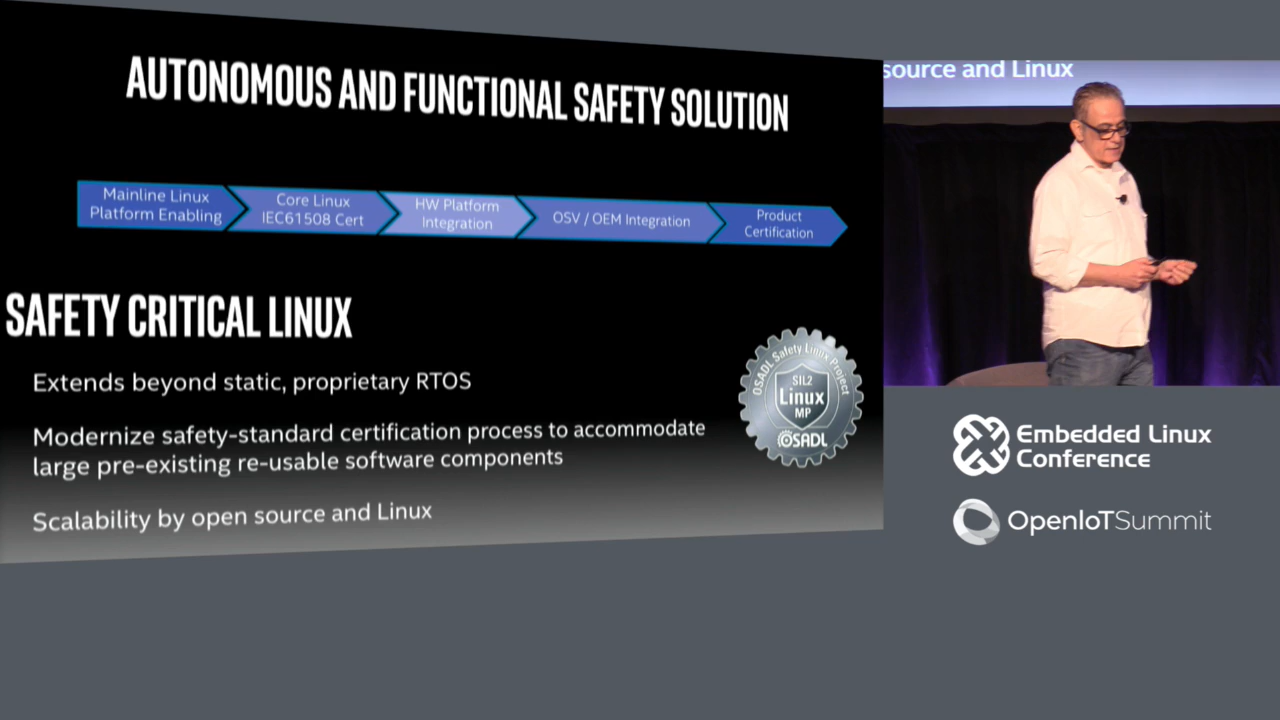 source and Linux
AUTONOMOUS AND FUNCTIONAL SAFETY SOLUTION
Mainline Linux
Platform Enabling
Core Linux
IEC61508 Cert
HW Platform
Integration
OSV / OEM Integration
Product
Certification
SAFETY CRITICAL LINUX
Extends beyond static, proprietary RTOS
Modernize safety-standard certification process to accommodate
large pre-existing re-usable software components
Scalability by open source and Linux
OSADL Safety Linux Project
SIL2
Linux
MP
OSADL
Embedded Linux
Conference
OpenIoTSummit